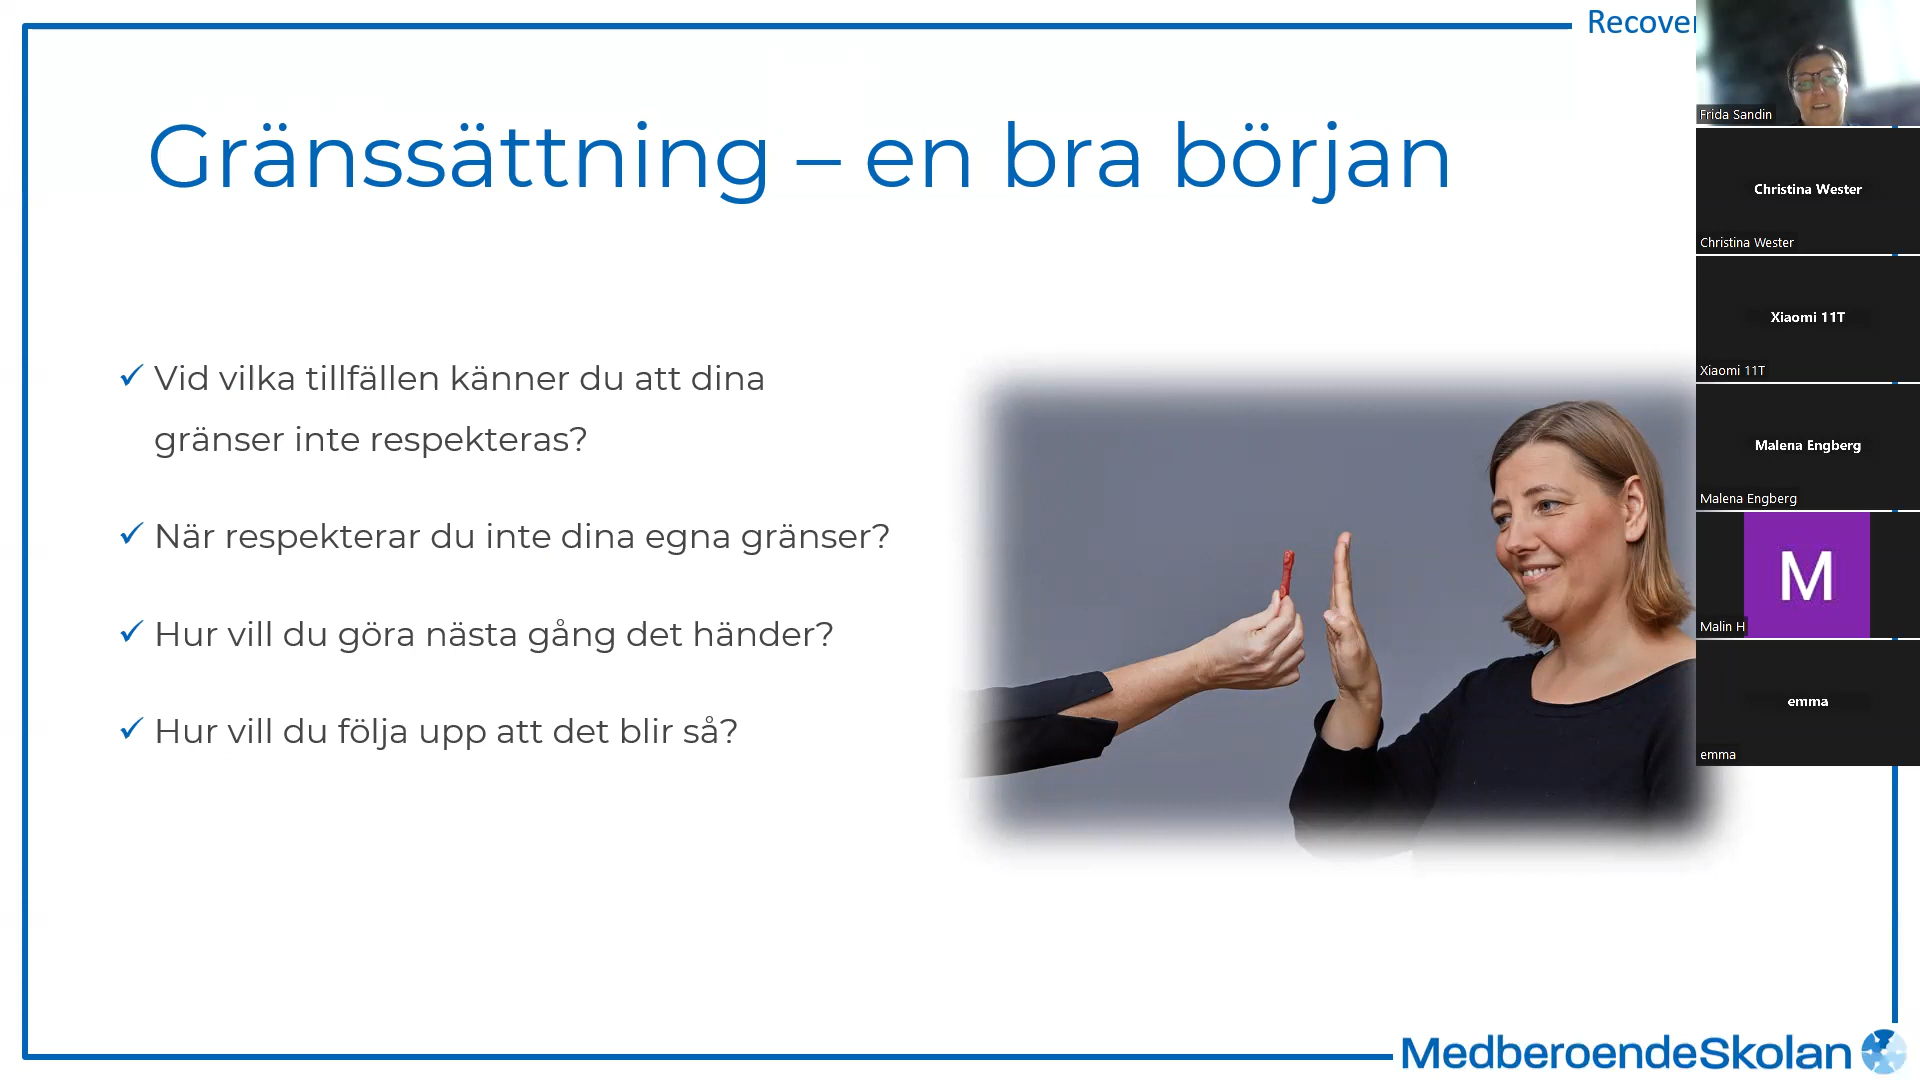 Recover
Gränssättning – en bra början
Vid vilka tillfällen känner du att dina
gränser inte respekteras?
När respekterar du inte dina egna gränser?
Hur vill du göra nästa gång det händer?
Hur vill du följa upp att det blir så?
Frida Sandin
Christina Wester
Christina Wester
Xiaomi 11T
Xiaomi 11T
Malena Engberg
Malena Engberg
M
Malin H
emma
emma
MedberoendeSkolan